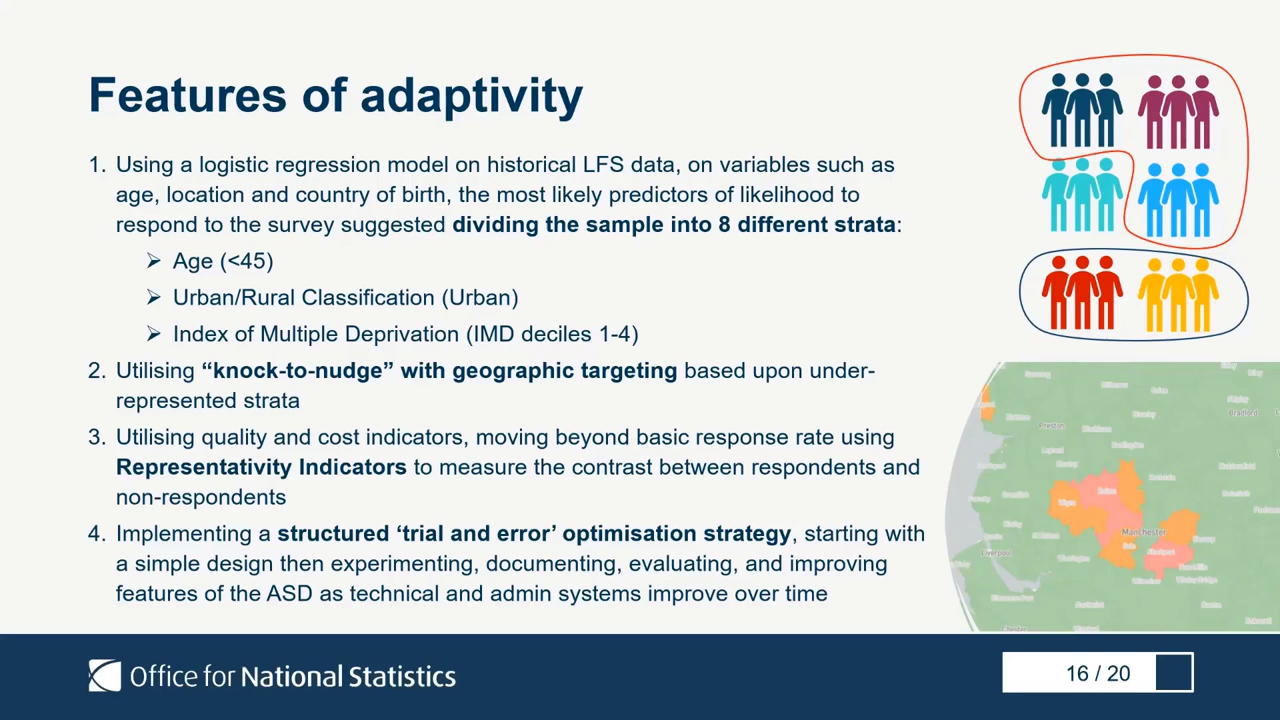 Features of adaptivity
1. Using a logistic regression model on historical LFS data, on variables such as
age, location and country of birth, the most likely predictors of likelihood to
respond to the survey suggested dividing the sample into 8 different strata:
➢ Age (<45)
➢ Urban/Rural Classification (Urban)
➢ Index of Multiple Deprivation (IMD deciles 1-4)
2. Utilising “knock-to-nudge” with geographic targeting based upon under-
represented strata
3. Utilising quality and cost indicators, moving beyond basic response rate using
Representativity Indicators to measure the contrast between respondents and
non-respondents
4. Implementing a structured ‘trial and error’ optimisation strategy, starting with
a simple design then experimenting, documenting, evaluating, and improving
features of the ASD as technical and admin systems improve over time
Preston
Bradford
Bolton
Wigan
Manchester
Sale
Stockport
Liverpool
Chester
Office for National Statistics
16 / 20